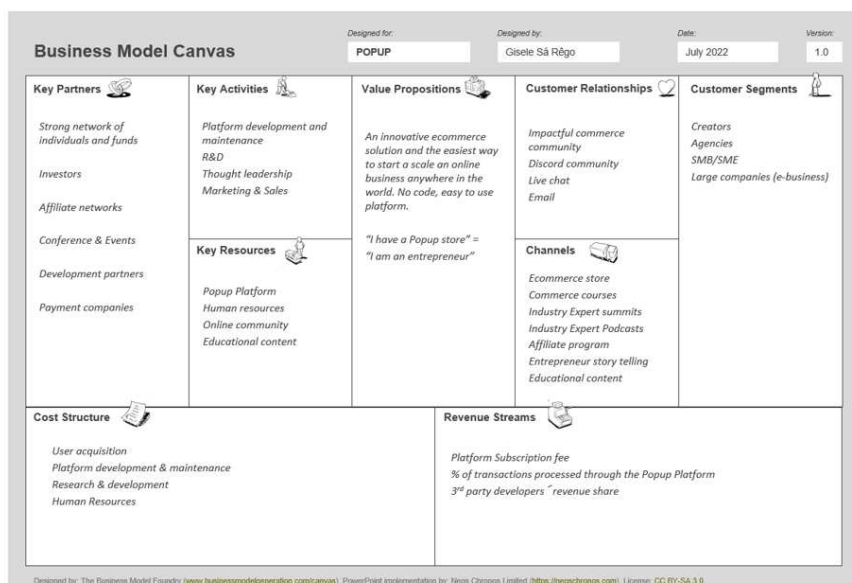 Designed for:
Designed by:
Date:
Version:
Business Model Canvas
POPUP
Gisele Sá Rêgo
July 2022
1.0
Key Partners
Strong network of
individuals and funds
Investors
Affiliate networks
Conference & Events
Development partners
Payment companies
Key Activities
Platform development and
maintenance
R&D
Thought leadership
Marketing & Sales
Key Resources
Popup Platform
Human resources
Online community
Educational content
Value Propositions
An innovative ecommerce
solution and the easiest way
to start a scale an online
business anywhere in the
world. No code, easy to use
platform.
"I have a Popup store" =
"I am an entrepreneur"
Customer Relationships
Impactful commerce
community
Discord community
Live chat
Email
Channels
Ecommerce store
Commerce courses
Industry Expert summits
Industry Expert Podcasts
Affiliate program
Entrepreneur story telling
Educational content
Customer Segments
Creators
Agencies
SMB/SME
Large companies (e-business)
Cost Structure
User acquisition
Platform development & maintenance
Research & development
Human Resources
Revenue Streams
Platform Subscription fee
% of transactions processed through the Popup Platform
3rd party developers ´revenue share
Designed by: The Business Model Foundry (www.businessmodelgeneration.com/canvas). PowerPoint implementation by: Neos Chronos Limited (https://neoschronos.com). License: CC BY-SA 3.0